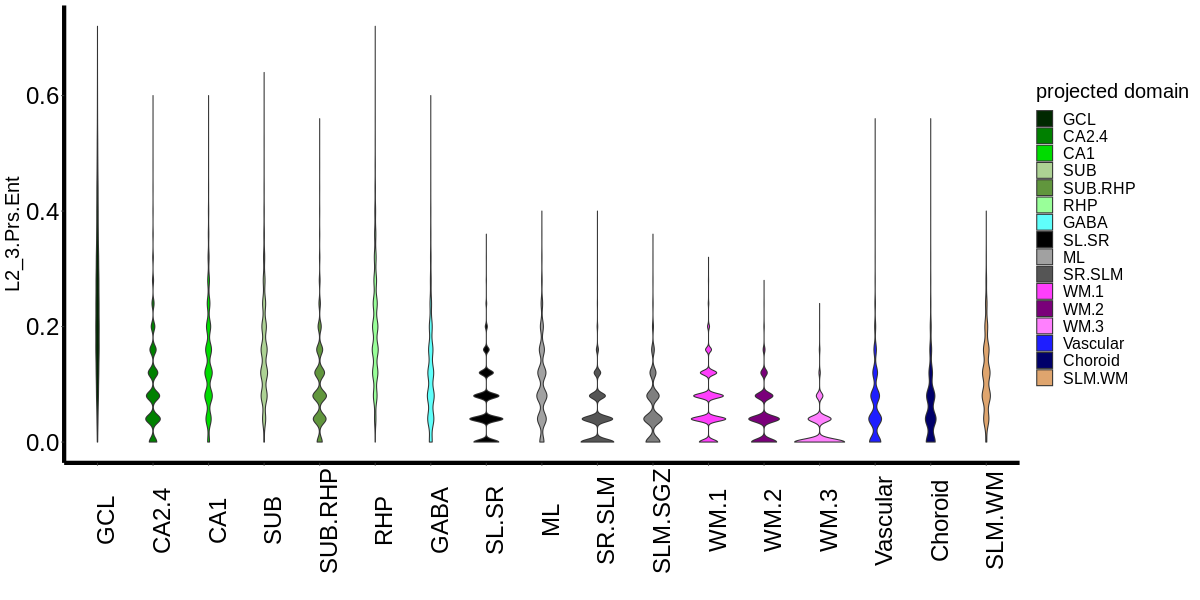 L2_3.Prs.Ent
0.6
0.4
0.2
0.0
GCL
CA2.4
CA1
SUB
SUB.RHP
RHP
GABA
SL.SR
ML
SR.SLM
SLM.SGZ
WM.1
WM.2
WM.3
Vascular
Choroid
SLM.WM
projected domain
GCL
CA2.4
CA1
SUB
SUB.RHP
RHP
GABA
SL.SR
ML
SR.SLM
WM.1
WM.2
WM.3
Vascular
Choroid
SLM.WM